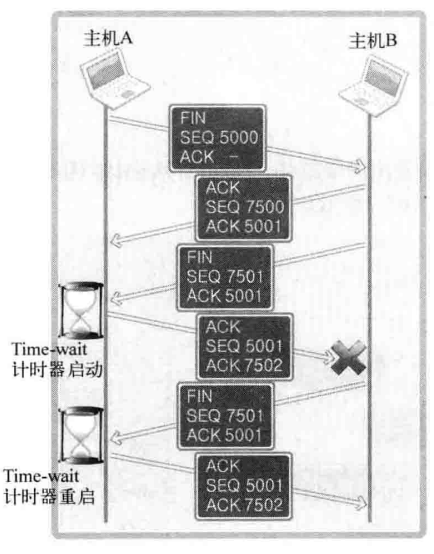 主机A
主机B
FIN
SEQ 5000
ACK –
ACK
SEQ 7500
ACK 5001
FIN
SEQ 7501
ACK 5001
Time-wait
计时器启动
ACK
SEQ 5001
ACK 7502
FIN
SEQ 7501
ACK 5001
Time-wait
计时器重启
ACK
SEQ 5001
ACK 7502